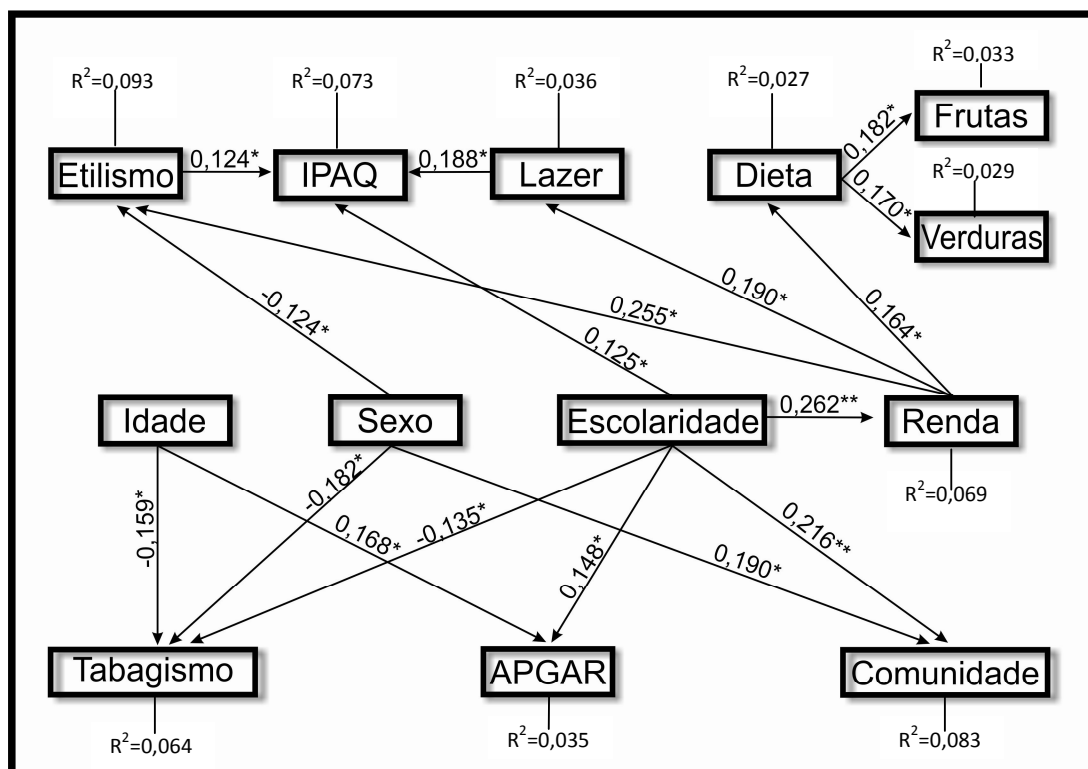 R²=0,093
R²=0,073
R²=0,036
R²=0,027
R²=0,033
Frutas
0,182*
Etilismo
0,124*
IPAQ
0,188*
Lazer
Dieta
0,170*
R²=0,029
Verduras
-0,124*
0,255*
0,125*
0,190*
0,164*
Idade
Sexo
Escolaridade
0,262**
Renda
R²=0,069
-0,159*
-0,182*
0,168*
-0,135*
0,148*
0,190*
0,216**
Tabagismo
APGAR
Comunidade
R²=0,064
R²=0,035
R²=0,083